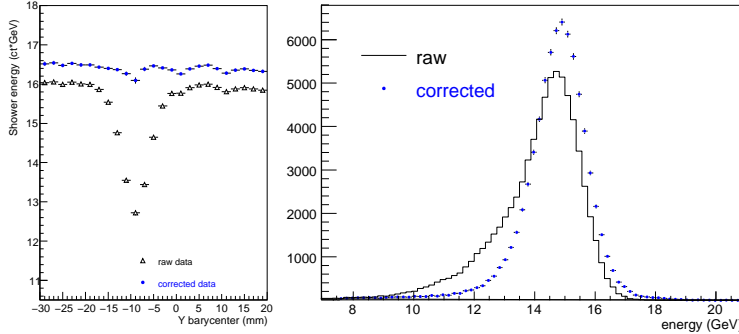 Shower energy (ct*GeV)
18
17
16
15
14
13
12
11
raw data
corrected data
−30 −25 −20 −15 −10 −5 0 5 10 15 20
Y barycenter (mm)
6000
5000
4000
3000
2000
1000
raw
corrected
8 10 12 14 16 18 20
energy (GeV)